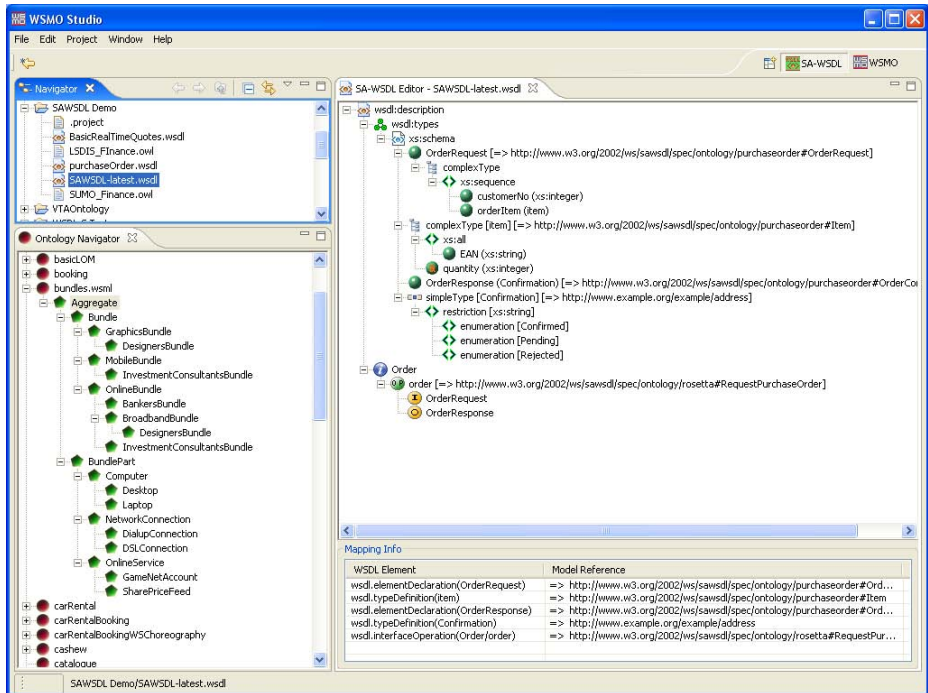 WSMO Studio
File Edit Project Window Help
SA-WSDL WSMO
Navigator
SAWSDL Demo
.project
BasicRealTimeQuotes.wsdl
LSDIS_FInance.owl
purchaseOrder.wsdl
SAWSDL-latest.wsdl
SUMO_Finance.owl
VTAOntology
Ontology Navigator
basicLOM
booking
bundles.wsml
Aggregate
Bundle
GraphicsBundle
DesignersBundle
MobileBundle
InvestmentConsultantsBundle
OnlineBundle
BankersBundle
BroadbandBundle
DesignersBundle
InvestmentConsultantsBundle
BundlePart
Computer
Desktop
Laptop
NetworkConnection
DialupConnection
DSLConnection
OnlineService
GameNetAccount
SharePriceFeed
carRental
carRentalBooking
carRentalBookingWSChoreography
cashew
catalogue
SA-WSDL Editor - SAWSDL-latest.wsdl
wsdl:description
wsdl:types
xs:schema
OrderRequest [=> http://www.w3.org/2002/ws/sawsdl/spec/ontology/purchaseorder#OrderRequest]
complexType
xs:sequence
customerNo (xs:integer)
orderItem (item)
complexType [item] [=> http://www.w3.org/2002/ws/sawsdl/spec/ontology/purchaseorder#Item]
xs:all
EAN (xs:string)
quantity (xs:integer)
OrderResponse (Confirmation) [=> http://www.w3.org/2002/ws/sawsdl/spec/ontology/purchaseorder#OrderCon
simpleType [Confirmation] [=> http://www.example.org/example/address]
restriction [xs:string]
enumeration [Confirmed]
enumeration [Pending]
enumeration [Rejected]
Order
order [=> http://www.w3.org/2002/ws/sawsdl/spec/ontology/rosetta#RequestPurchaseOrder]
OrderRequest
OrderResponse
Mapping Info
WSDL Element Model Reference
wsdl.elementDeclaration(OrderRequest) => http://www.w3.org/2002/ws/sawsdl/spec/ontology/purchaseorder#Ord...
wsdl.typeDefinition(item) => http://www.w3.org/2002/ws/sawsdl/spec/ontology/purchaseorder#Item
wsdl.elementDeclaration(OrderResponse) => http://www.w3.org/2002/ws/sawsdl/spec/ontology/purchaseorder#Ord...
wsdl.typeDefinition(Confirmation) => http://www.example.org/example/address
wsdl.interfaceOperation(Order/order) => http://www.w3.org/2002/ws/sawsdl/spec/ontology/rosetta#RequestPur...
SAWSDL Demo/SAWSDL-latest.wsdl